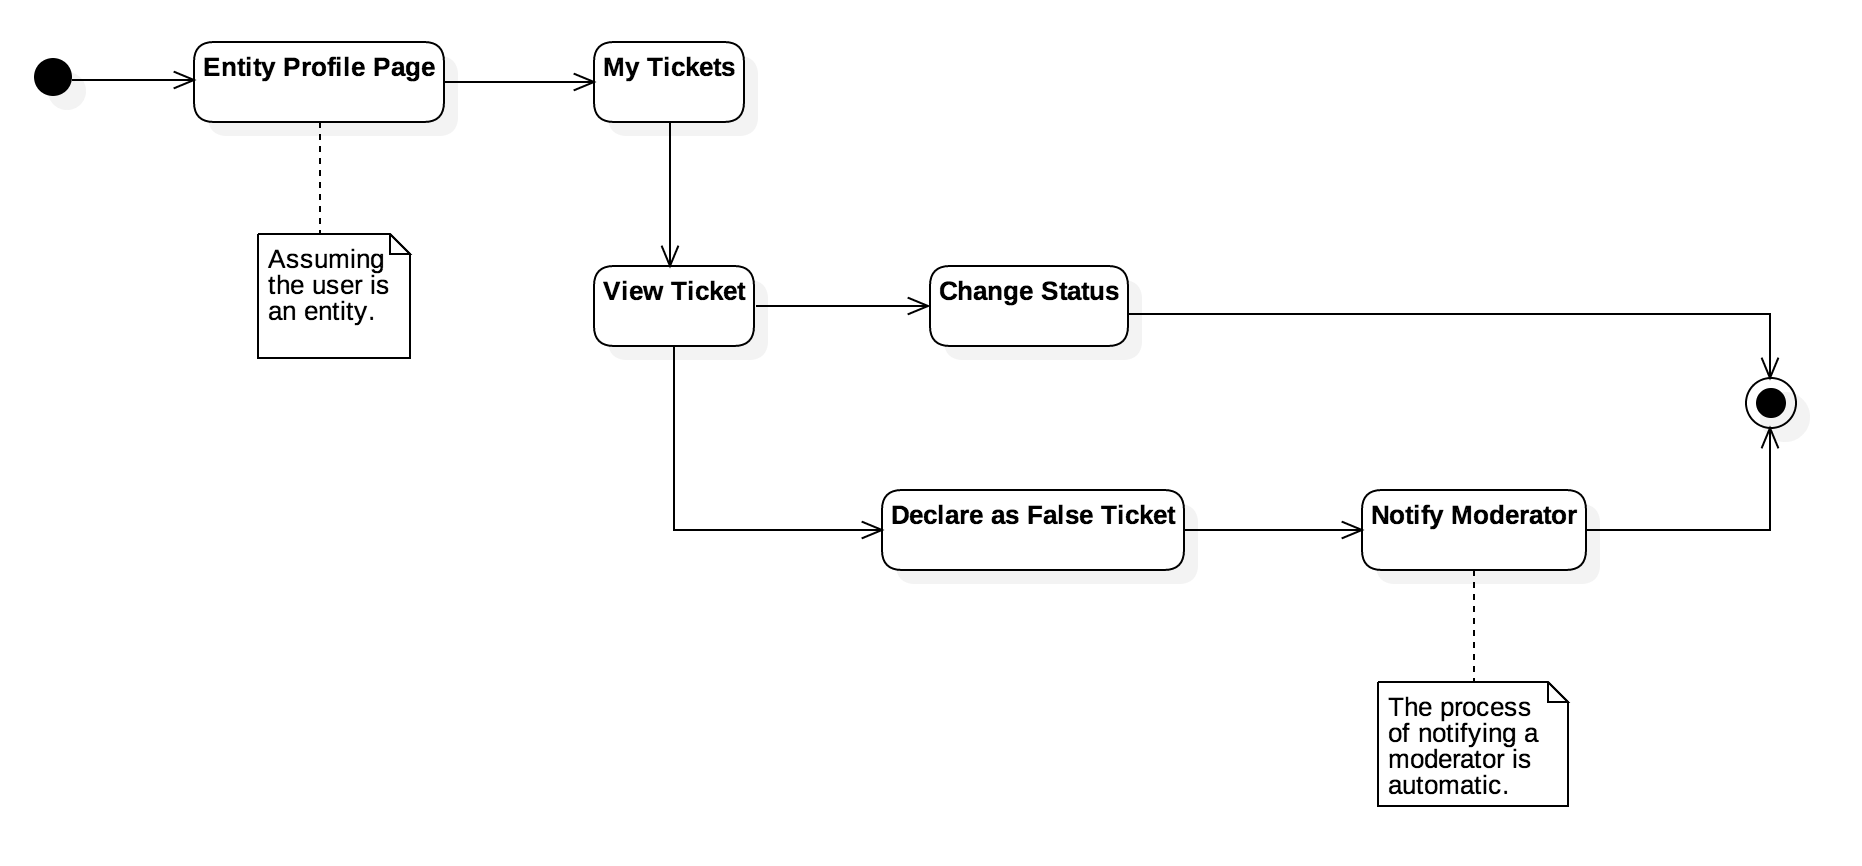 Entity Profile Page
My Tickets
Assuming
the user is
an entity.
View Ticket
Change Status
Declare as False Ticket
Notify Moderator
The process
of notifying a
moderator is
automatic.